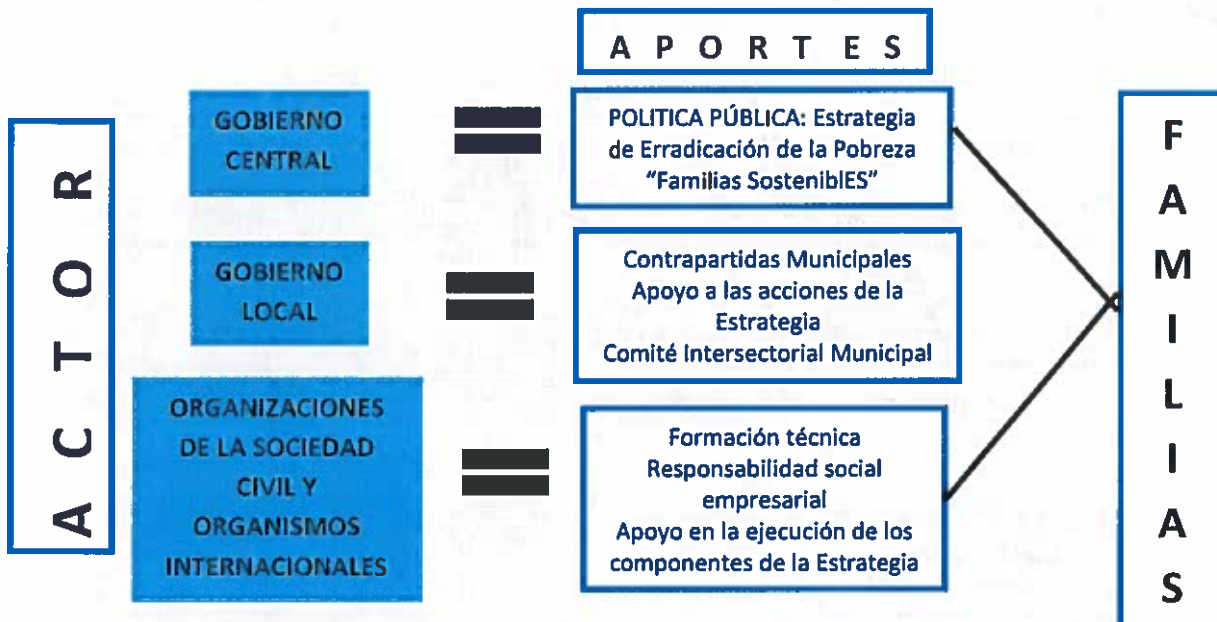 A P O R T E S
ACTOR
GOBIERNO
CENTRAL
POLITICA PÚBLICA: Estrategia
de Erradicación de la Pobreza
"Familias SosteniblES"
GOBIERNO
LOCAL
Contrapartidas Municipales
Apoyo a las acciones de la
Estrategia
Comité Intersectorial Municipal
ORGANIZACIONES
DE LA SOCIEDAD
CIVIL Y
ORGANISMOS
INTERNACIONALES
Formación técnica
Responsabilidad social
empresarial
Apoyo en la ejecución de los
componentes de la Estrategia
F
A
M
I
L
I
A
S